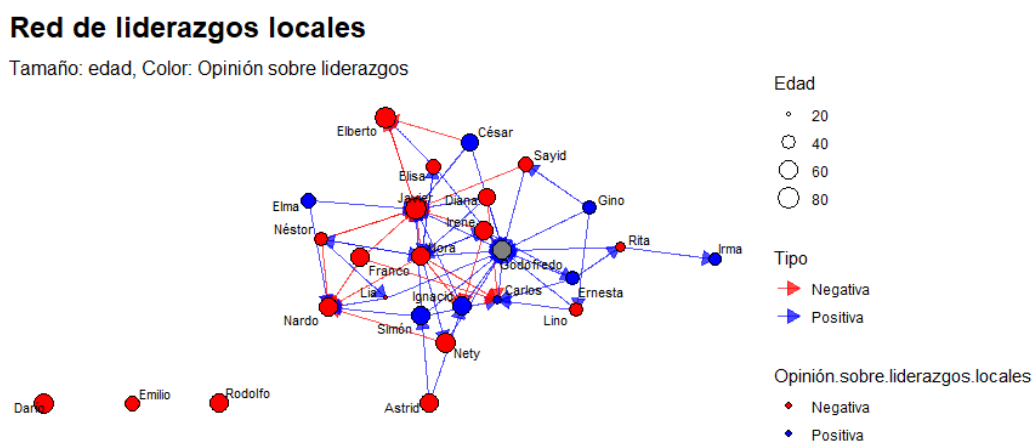 Red de liderazgos locales
Tamaño: edad, Color: Opinión sobre liderazgos
Edad
20
40
60
80
Tipo
Negativa
Positiva
Opinión.sobre.liderazgos.locales
Negativa
Positiva
Elberto
César
Sayid
Elisa
Elma
Javier
Diana
Gino
Néstor
Irene
Nora
Rita
Irma
Franco
Godofredo
Lia
Ignacio
Carlos
Ernesta
Nardo
Simón
Lino
Nety
Darío
Emilio
Rodolfo
Astrid